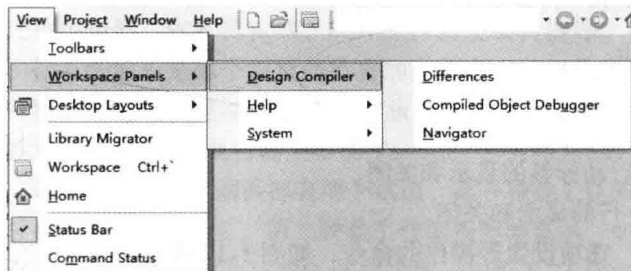 View Project Window Help
Toolbars
Workspace Panels
Desktop Layouts
Library Migrator
Workspace Ctrl+`
Home
Status Bar
Command Status
Design Compiler
Help
System
Differences
Compiled Object Debugger
Navigator